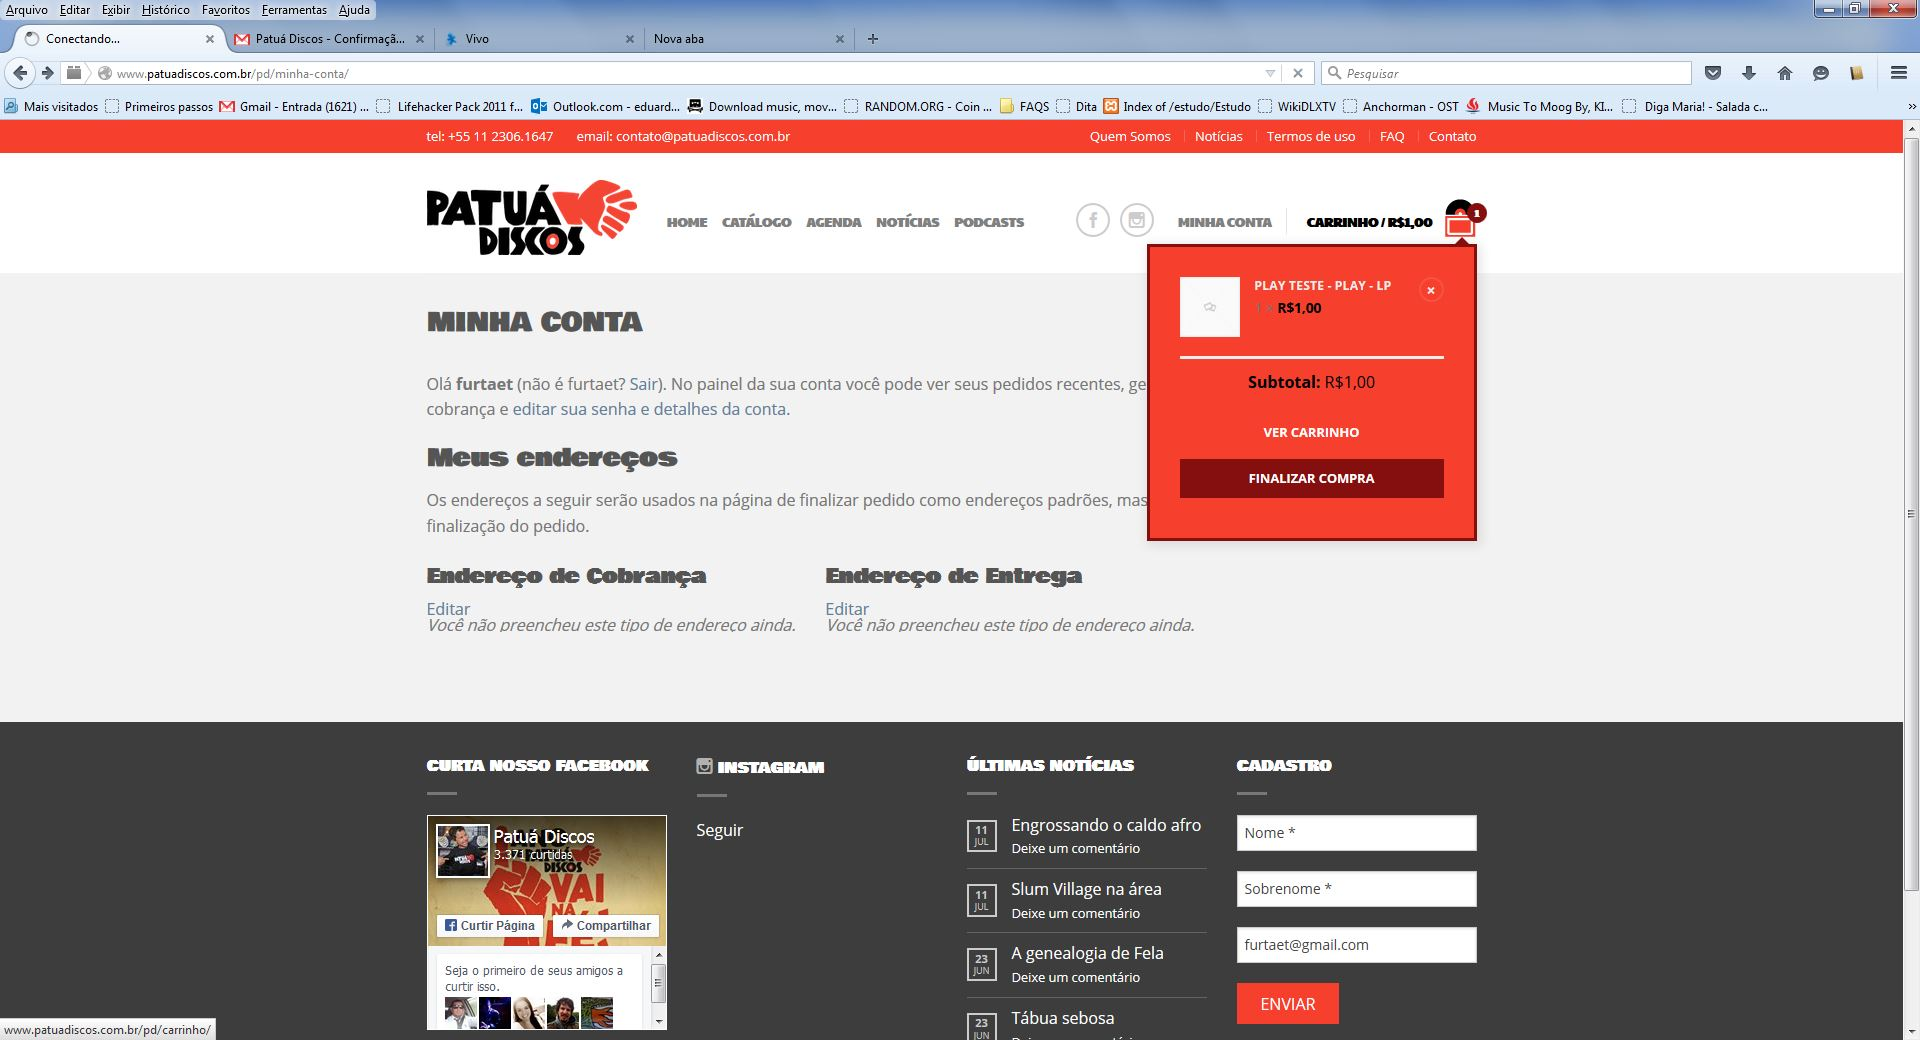 Arquivo Editar Exibir Histórico Favoritos Ferramentas Ajuda
Conectando...
Patuá Discos - Confirmaçã...
Vivo
Nova aba
www.patuadiscos.com.br/pd/minha-conta/
Pesquisar
Mais visitados
Primeiros passos
Gmail - Entrada (1621) ...
Lifehacker Pack 2011 f...
Outlook.com - eduard...
Download music, mov...
RANDOM.ORG - Coin ...
FAQS
Dita
Index of /estudo/Estudo
WikiDLXTV
Anchorman - OST
Music To Moog By, KI...
Diga Maria! - Salada c...
tel: +55 11 2306.1647
email: contato@patuadiscos.com.br
Quem Somos
Notícias
Termos de uso
FAQ
Contato
PATUÁ
DISCOS
HOME
CATÁLOGO
AGENDA
NOTÍCIAS
PODCASTS
MINHA CONTA
CARRINHO / R$1,00
1
PLAY TESTE - PLAY - LP
1 × R$1,00
Subtotal: R$1,00
VER CARRINHO
FINALIZAR COMPRA
MINHA CONTA
Olá furtaet (não é furtaet? Sair). No painel da sua conta você pode ver seus pedidos recentes, ge
cobrança e editar sua senha e detalhes da conta.
Meus endereços
Os endereços a seguir serão usados na página de finalizar pedido como endereços padrões, mas
finalização do pedido.
Endereço de Cobrança
Editar
Você não preencheu este tipo de endereço ainda.
Endereço de Entrega
Editar
Você não preencheu este tipo de endereço ainda.
CURTA NOSSO FACEBOOK
Patuá Discos
3.371 curtidas
DISCOS
VAI
NA
FÉ
Curtir Página
Compartilhar
Seja o primeiro de seus amigos a
curtir isso.
INSTAGRAM
Seguir
ÚLTIMAS NOTÍCIAS
11
JUL
Engrossando o caldo afro
Deixe um comentário
11
JUL
Slum Village na área
Deixe um comentário
23
JUN
A genealogia de Fela
Deixe um comentário
23
JUN
Tábua sebosa
CADASTRO
Nome *
Sobrenome *
furtaet@gmail.com
ENVIAR
www.patuadiscos.com.br/pd/carrinho/